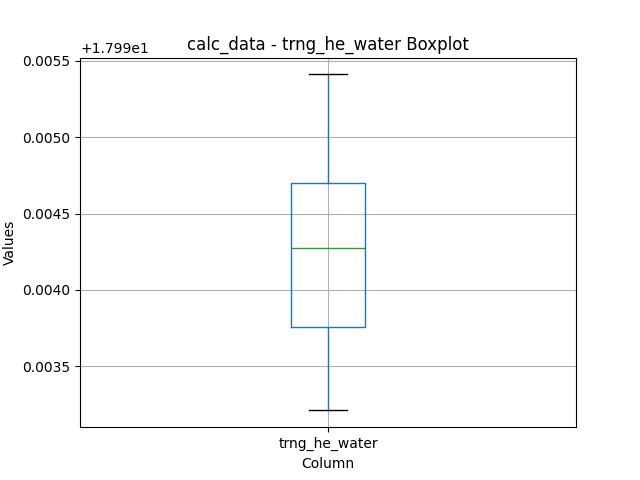 calc_data - trng_he_water Boxplot
+1.799e1
0.0055
0.0050
0.0045
0.0040
0.0035
Values
trng_he_water
Column